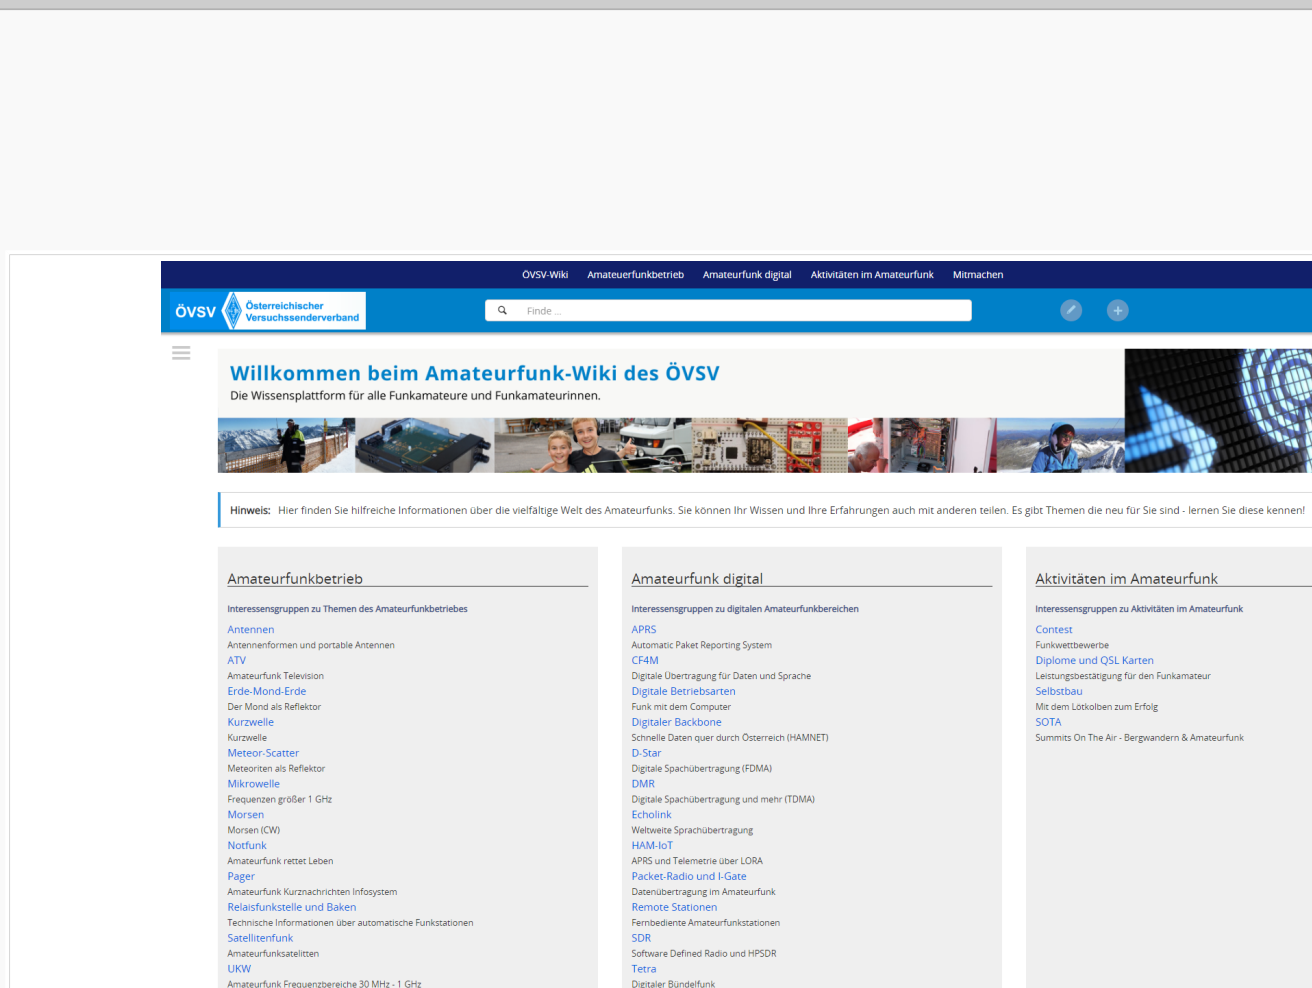 ÖVSV-Wiki Amateuerfunkbetrieb Amateurfunk digital Aktivitäten im Amateurfunk Mitmachen
ÖVSV Österreichischer
Versuchssenderverband
Finde ...
Willkommen beim Amateurfunk-Wiki des ÖVSV
Die Wissensplattform für alle Funkamateure und Funkamateurinnen.
Hinweis: Hier finden Sie hilfreiche Informationen über die vielfältige Welt des Amateurfunks. Sie können Ihr Wissen und Ihre Erfahrungen auch mit anderen teilen. Es gibt Themen die neu für Sie sind - lernen Sie diese kennen!
Amateurfunkbetrieb
Interessensgruppen zu Themen des Amateurfunkbetriebes
Antennen
Antennenformen und portable Antennen
ATV
Amateurfunk Television
Erde-Mond-Erde
Der Mond als Reflektor
Kurzwelle
Kurzwelle
Meteor-Scatter
Meteoriten als Reflektor
Mikrowelle
Frequenzen größer 1 GHz
Morsen
Morsen (CW)
Notfunk
Amateurfunk rettet Leben
Pager
Amateurfunk Kurznachrichten Infosystem
Relaisfunkstelle und Baken
Technische Informationen über automatische Funkstationen
Satellitenfunk
Amateurfunksatelitten
UKW
Amateurfunk Frequenzbereiche 30 MHz - 1 GHz
Amateurfunk digital
Interessensgruppen zu digitalen Amateurfunkbereichen
APRS
Automatic Paket Reporting System
CF4M
Digitale Übertragung für Daten und Sprache
Digitale Betriebsarten
Funk mit dem Computer
Digitaler Backbone
Schnelle Daten quer durch Österreich (HAMNET)
D-Star
Digitale Spachübertragung (FDMA)
DMR
Digitale Spachübertragung und mehr (TDMA)
Echolink
Weltweite Sprachübertragung
HAM-IoT
APRS und Telemetrie über LORA
Packet-Radio und I-Gate
Datenübertragung im Amateurfunk
Remote Stationen
Fernbediente Amateurfunkstationen
SDR
Software Defined Radio und HPSDR
Tetra
Digitaler Bündelfunk
Aktivitäten im Amateurfunk
Interessensgruppen zu Aktivitäten im Amateurfunk
Contest
Funkwettbewerbe
Diplome und QSL Karten
Leistungsbestätigung für den Funkamateur
Selbstbau
Mit dem Lötkolben zum Erfolg
SOTA
Summits On The Air - Bergwandern & Amateurfunk